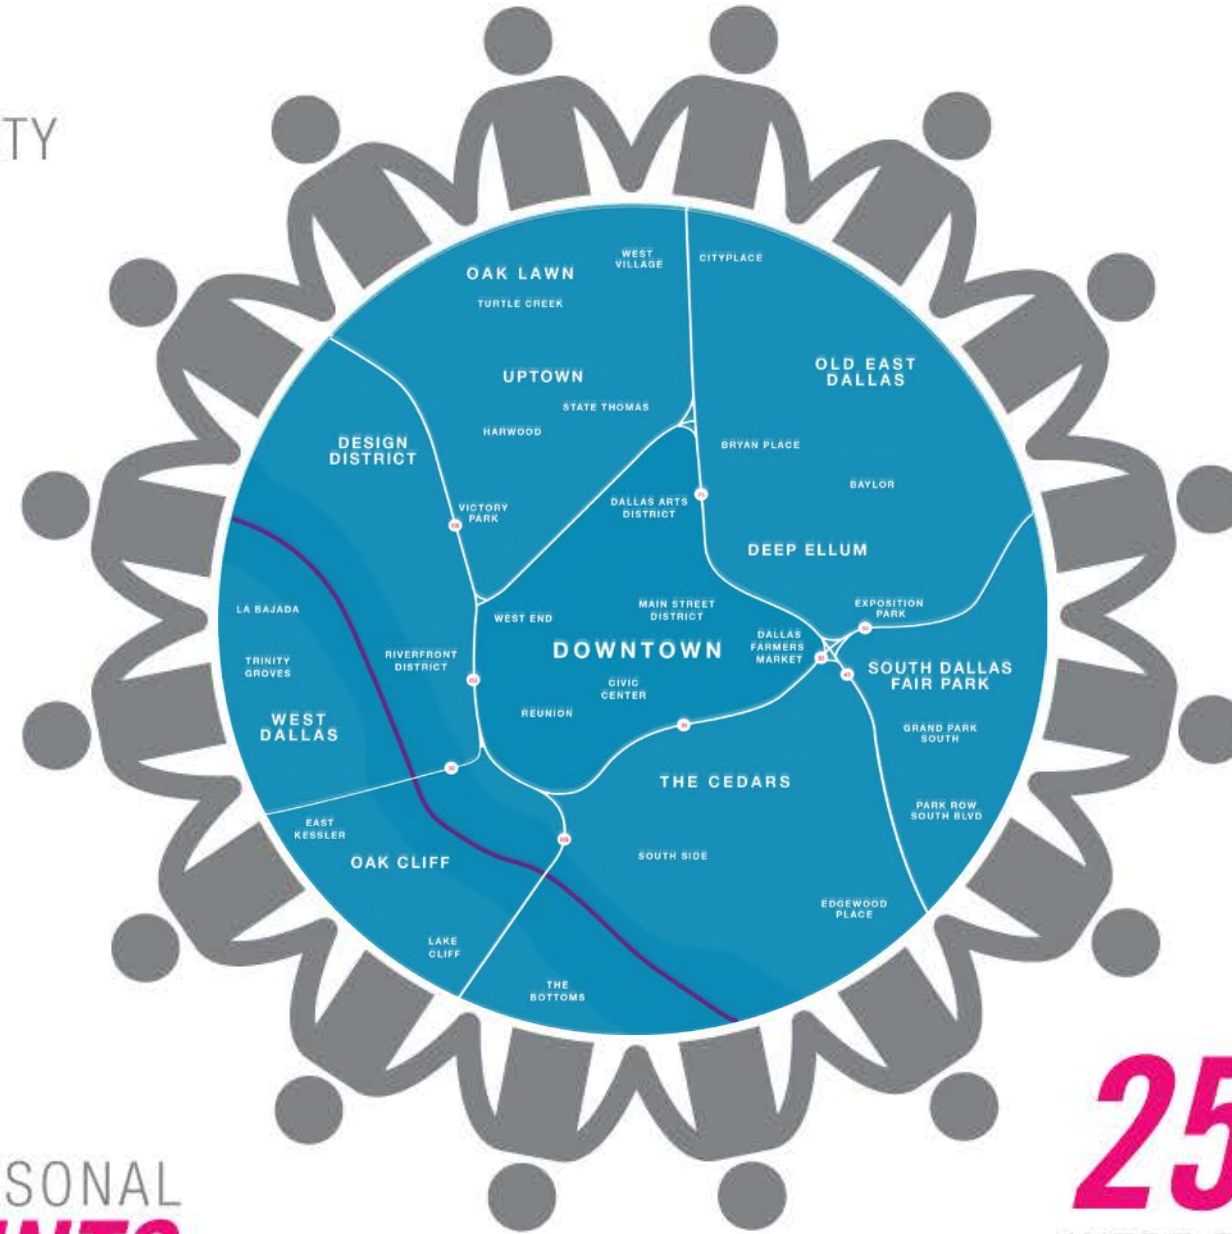 TY
WEST
VILLAGE
CITYPLACE
OAK LAWN
TURTLE CREEK
OLD EAST
DALLAS
UPTOWN
STATE THOMAS
HARWOOD
DESIGN
DISTRICT
BRYAN PLACE
BAYLOR
DALLAS ARTS
DISTRICT
VICTORY
PARK
DEEP ELLUM
LA BAJADA
WEST END
MAIN STREET
DISTRICT
EXPOSITION
PARK
DOWNTOWN
DALLAS
FARMERS
MARKET
RIVERFRONT
DISTRICT
TRINITY
GROVES
SOUTH DALLAS
FAIR PARK
CIVIC
CENTER
REUNION
WEST
DALLAS
GRAND PARK
SOUTH
THE CEDARS
PARK ROW
SOUTH BLVD
EAST
KESSLER
OAK CLIFF
SOUTH SIDE
EDGEWOOD
PLACE
LAKE
CLIFF
THE
BOTTOMS
25
SONAL